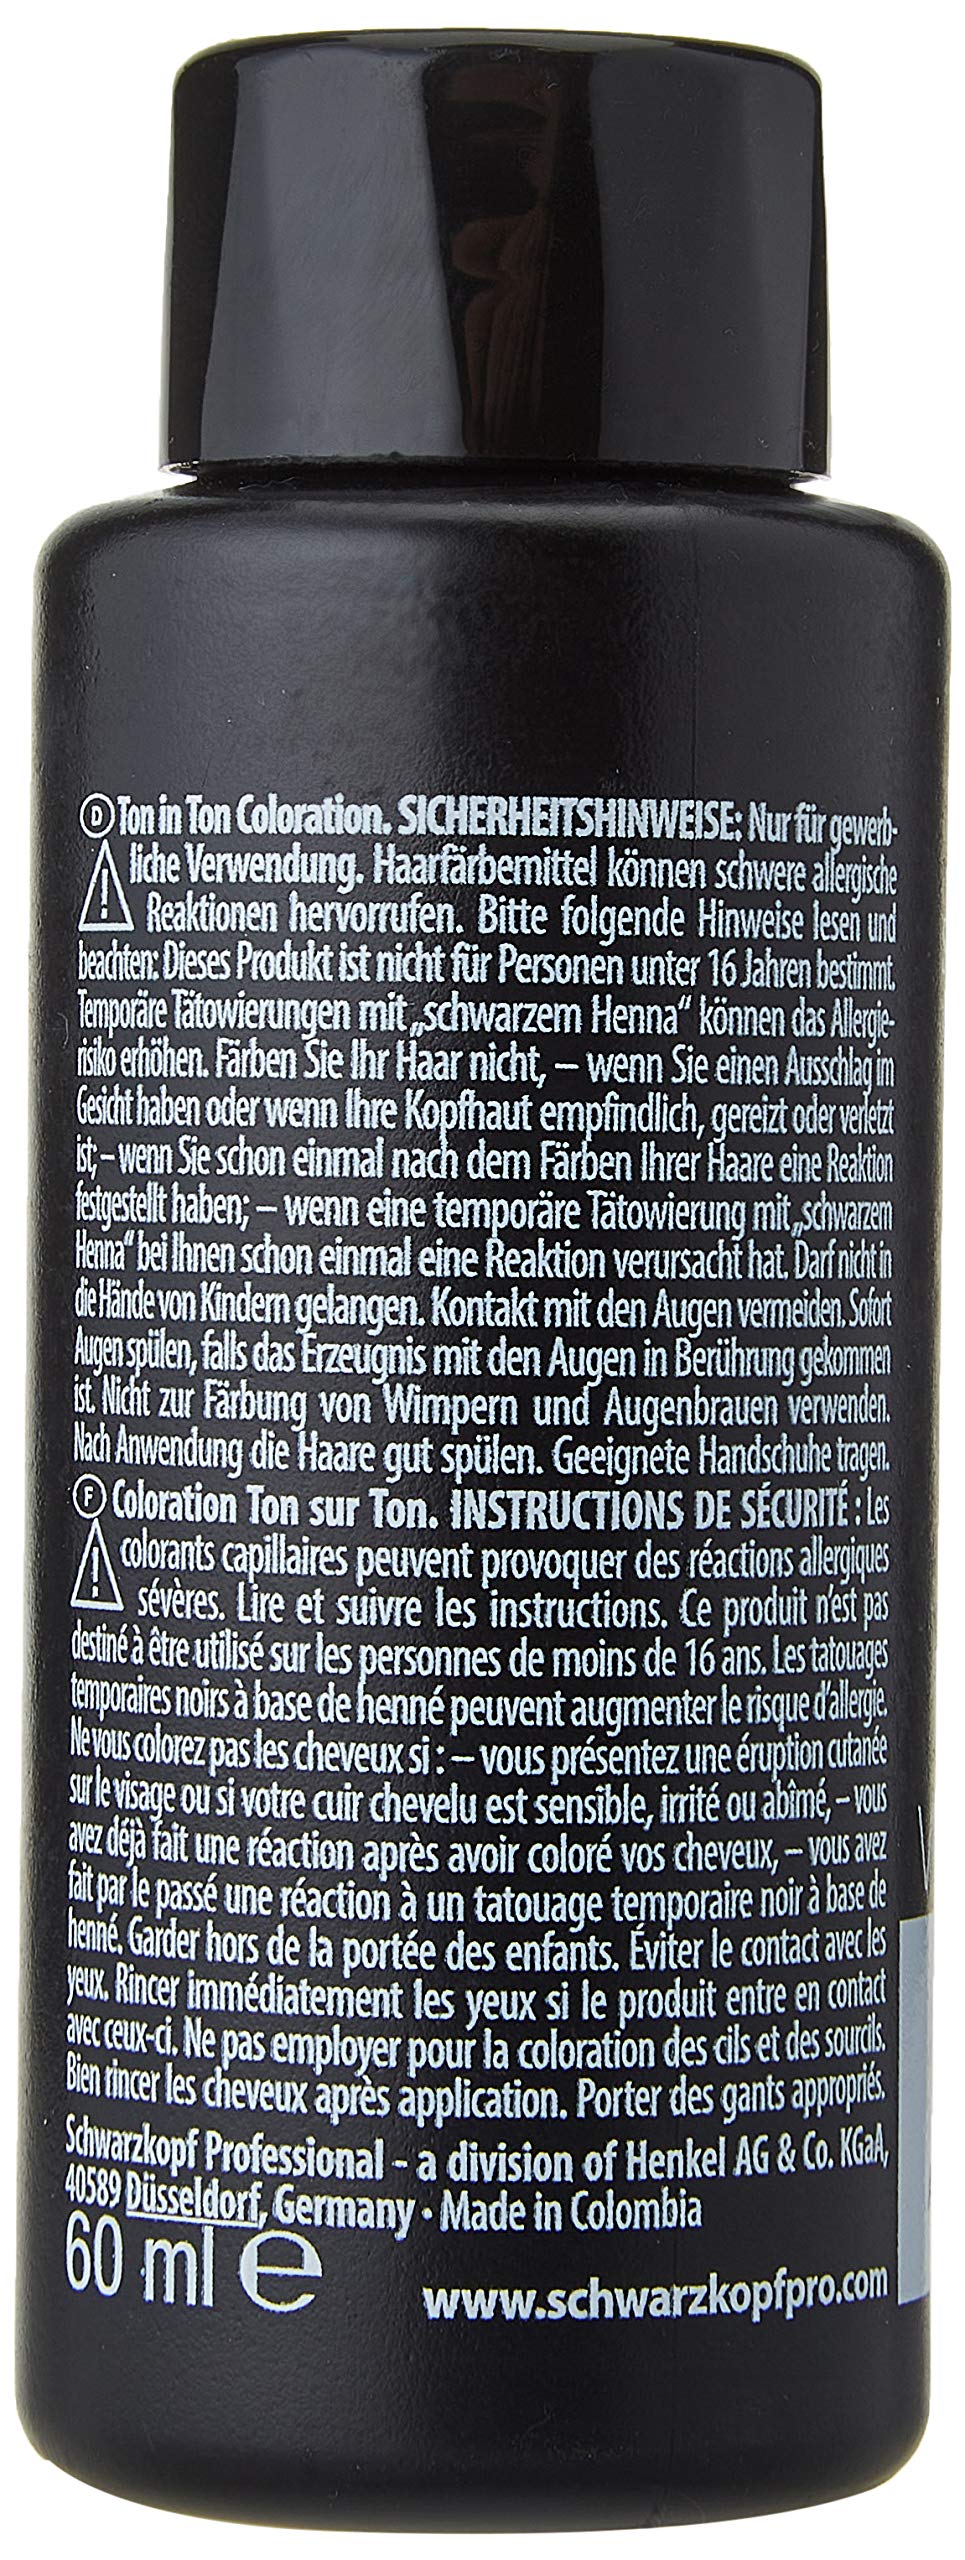 D Ton in Ton Coloration. SICHERHEITSHINWEISE: Nur für gewerb-
liche Verwendung. Haarfärbemittel können schwere allergische
Reaktionen hervorrufen. Bitte folgende Hinweise lesen und
beachten: Dieses Produkt ist nicht für Personen unter 16 Jahren bestimmt.
Temporäre Tätowierungen mit „schwarzem Henna“ können das Allergie-
risiko erhöhen. Färben Sie Ihr Haar nicht, – wenn Sie einen Ausschlag im
Gesicht haben oder wenn Ihre Kopfhaut empfindlich, gereizt oder verletzt
ist; – wenn Sie schon einmal nach dem Färben Ihrer Haare eine Reaktion
festgestellt haben; – wenn eine temporäre Tätowierung mit „schwarzem
Henna“ bei Ihnen schon einmal eine Reaktion verursacht hat. Darf nicht in
die Hände von Kindern gelangen. Kontakt mit den Augen vermeiden. Sofort
Augen spülen, falls das Erzeugnis mit den Augen in Berührung gekommen
ist. Nicht zur Färbung von Wimpern und Augenbrauen verwenden.
Nach Anwendung die Haare gut spülen. Geeignete Handschuhe tragen.
F Coloration Ton sur Ton. INSTRUCTIONS DE SÉCURITÉ : Les
colorants capillaires peuvent provoquer des réactions allergiques
sévères. Lire et suivre les instructions. Ce produit n'est pas
destiné à être utilisé sur les personnes de moins de 16 ans. Les tatouages
temporaires noirs à base de henné peuvent augmenter le risque d'allergie.
Ne vous colorez pas les cheveux si : – vous présentez une éruption cutanée
sur le visage ou si votre cuir chevelu est sensible, irrité ou abîmé, – vous
avez déjà fait une réaction après avoir coloré vos cheveux, – vous avez
fait par le passé une réaction à un tatouage temporaire noir à base de
henné. Garder hors de la portée des enfants. Éviter le contact avec les
yeux. Rincer immédiatement les yeux si le produit entre en contact
avec ceux-ci. Ne pas employer pour la coloration des cils et des sourcils.
Bien rincer les cheveux après application. Porter des gants appropriés.
Schwarzkopf Professional - a division of Henkel AG & Co. KGaA,
40589 Düsseldorf, Germany · Made in Colombia
60 ml e
www.schwarzkopfpro.com